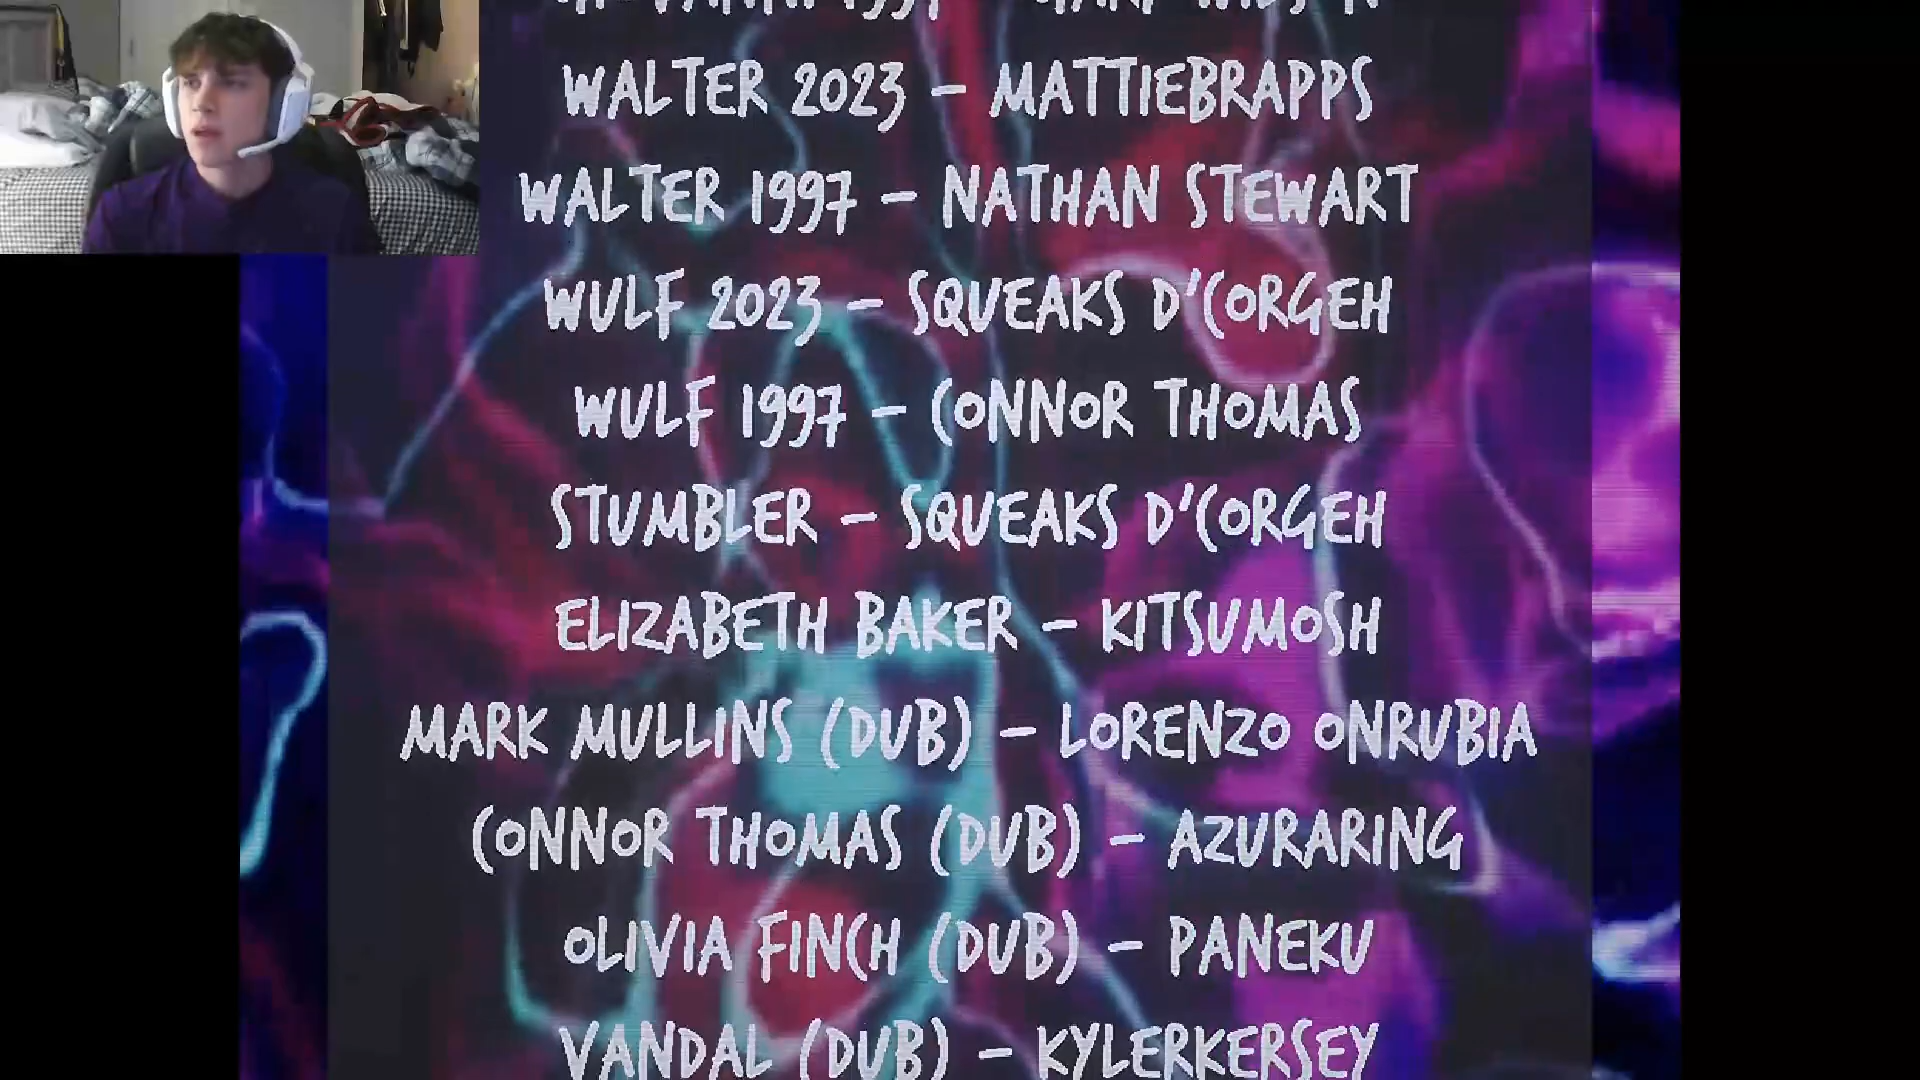 WALTER 2023 – MATTIEBRAPPS
WALTER 1997 – NATHAN STEWART
WULF 2023 – SQUEAKS D'CORGEH
WULF 1997 – CONNOR THOMAS
STUMBLER – SQUEAKS D'CORGEH
ELIZABETH BAKER – KITSUMOSH
MARK MULLINS (DUB) – LORENZO ONRUBIA
CONNOR THOMAS (DUB) – AZURARING
OLIVIA FINCH (DUB) – PANEKU
VANDAL (DUB) – KYLERKERSEY